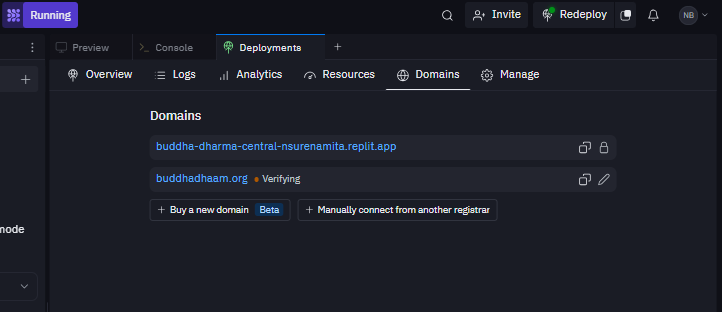 Running
Invite
Redeploy
NB
Preview
Console
Deployments
Overview
Logs
Analytics
Resources
Domains
Manage
Domains
buddha-dharma-central-nsurenamita.replit.app
buddhadhaam.org
Verifying
Buy a new domain
Beta
Manually connect from another registrar
mode